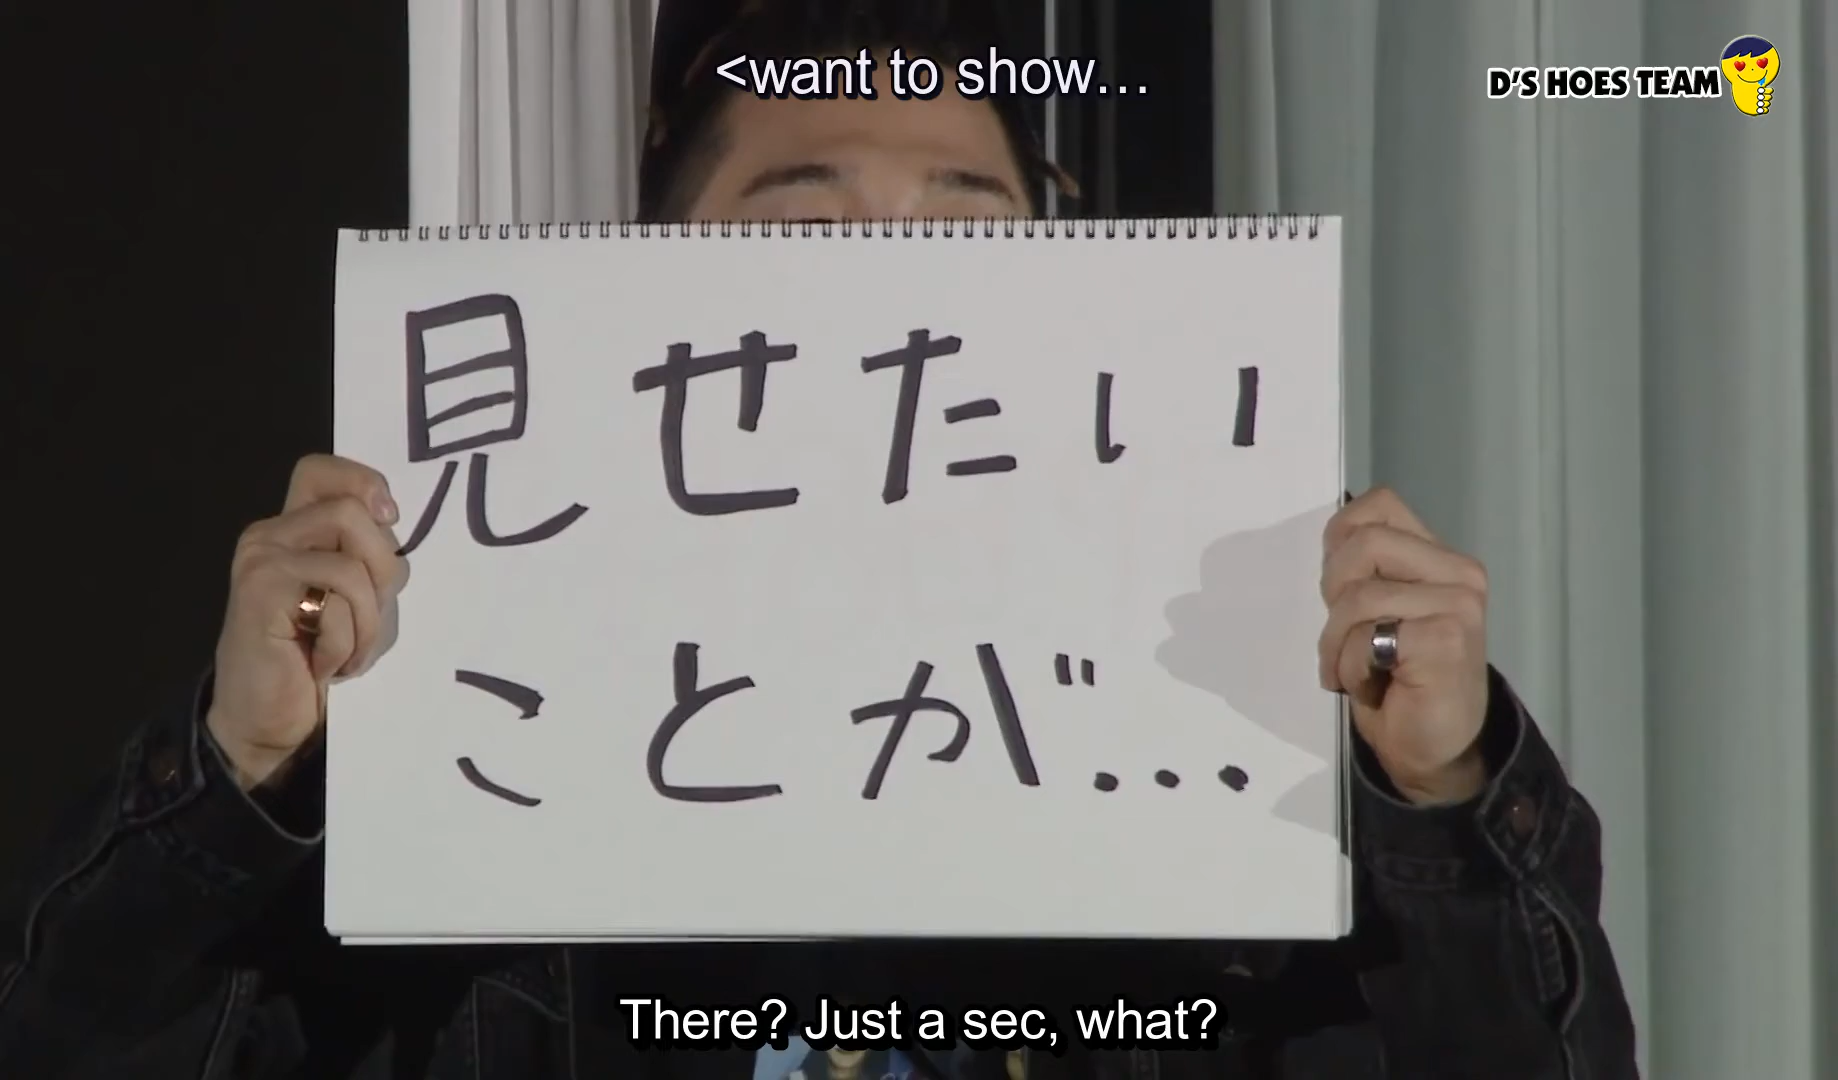 <want to show...
D'S HOES TEAM
見せたい
ことが...
There? Just a sec, what?